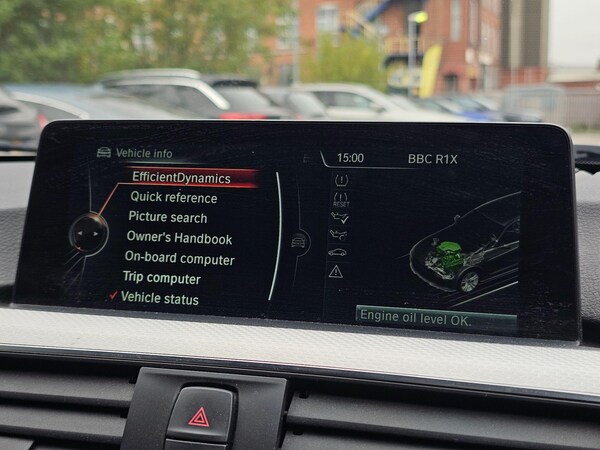 Vehicle info
15:00
BBC R1X
EfficientDynamics
Quick reference
Picture search
Owner's Handbook
On-board computer
Trip computer
Vehicle status
RESET
Engine oil level OK.